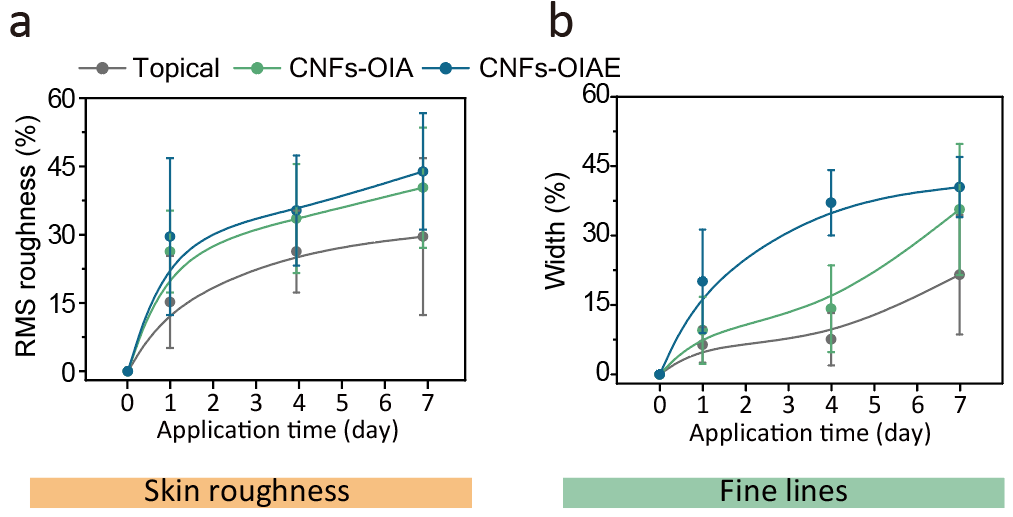 a
b
Topical CNFs-OIA CNFs-OIAE
60
45
30
15
0
RMS roughness (%)
0 1 2 3 4 5 6 7
Application time (day)
Skin roughness
60
45
30
15
0
Width (%)
0 1 2 3 4 5 6 7
Application time (day)
Fine lines